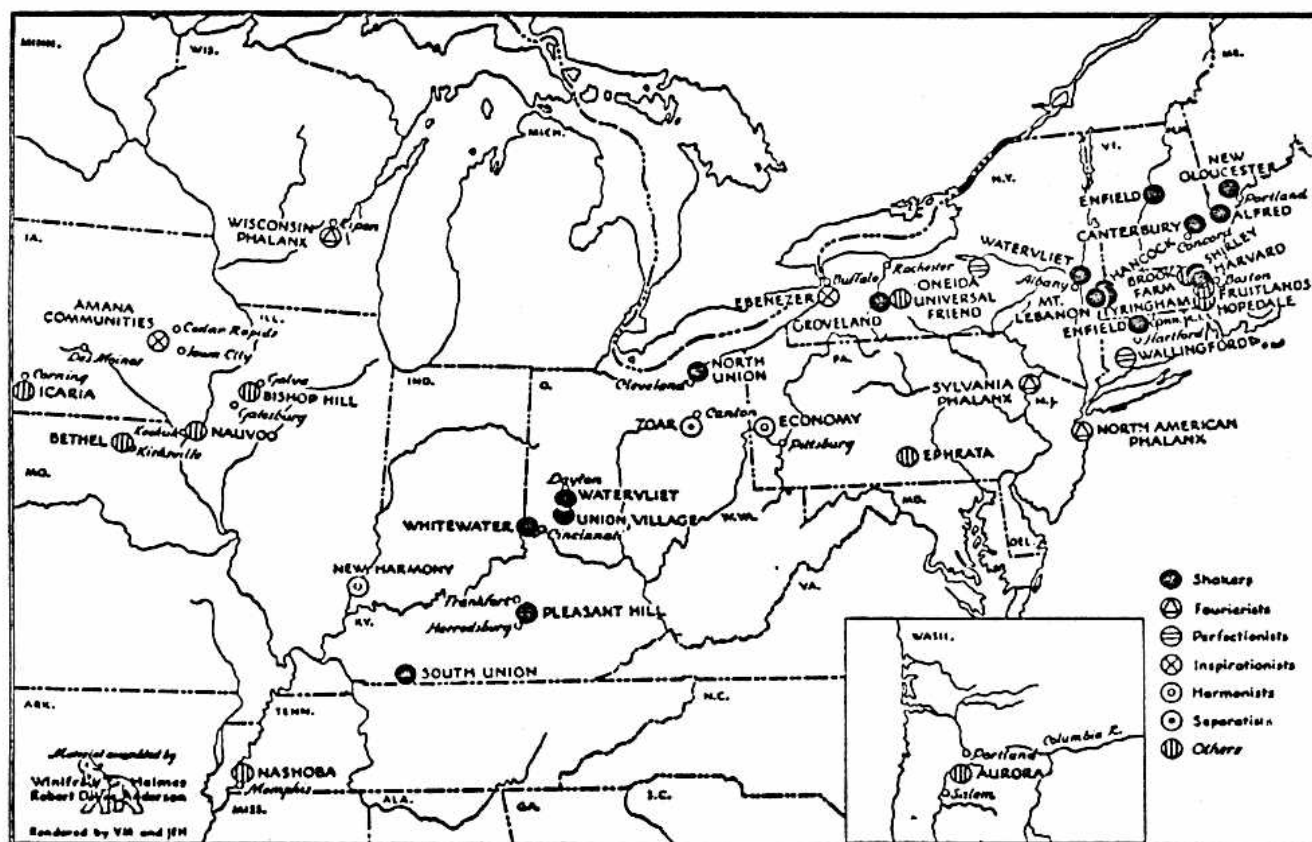 MINN.
WIS.
MICH.
ME.
N.H.
VT.
N.Y.
NEW
GLOUCESTER
Portland
ENFIELD
ALFRED
CANTERBURY
Concord
WATERVLIET
Albany
HANCOCK
SHIRLEY
HARVARD
BROOK
FARM
Boston
FRUITLANDS
HOPEDALE
MT.
LEBANON
TYRINGHAM
ENFIELD
Hartford
WALLINGFORD
WISCONSIN
PHALANX
Ripon
Buffalo
Rochester
EBENEZER
ONEIDA
UNIVERSAL
FRIEND
GROVELAND
IA.
ILL.
IND.
O.
PA.
N.J.
AMANA
COMMUNITIES
Cedar Rapids
Iowa City
Des Moines
Corning
ICARIA
Galva
BISHOP HILL
Galesburg
Keokuk
NAUVOO
BETHEL
Kirksville
MO.
NORTH
UNION
Cleveland
SYLVANIA
PHALANX
ZOAR
Canton
ECONOMY
Pittsburg
NORTH AMERICAN
PHALANX
EPHRATA
Dayton
WATERVLIET
UNION VILLAGE
WHITEWATER
Cincinnati
W.VA.
MD.
DEL.
NEW HARMONY
Frankfort
PLEASANT HILL
Harrodsburg
KY.
VA.
SOUTH UNION
ARK.
TENN.
N.C.
NASHOBA
Memphis
MISS.
ALA.
GA.
S.C.
Material assembled by
Rendered by VM and JFH
WASH.
Portland
Columbia R.
AURORA
Salem
Shakers
Fourierists
Perfectionists
Inspirationists
Harmonists
Separatists
Others